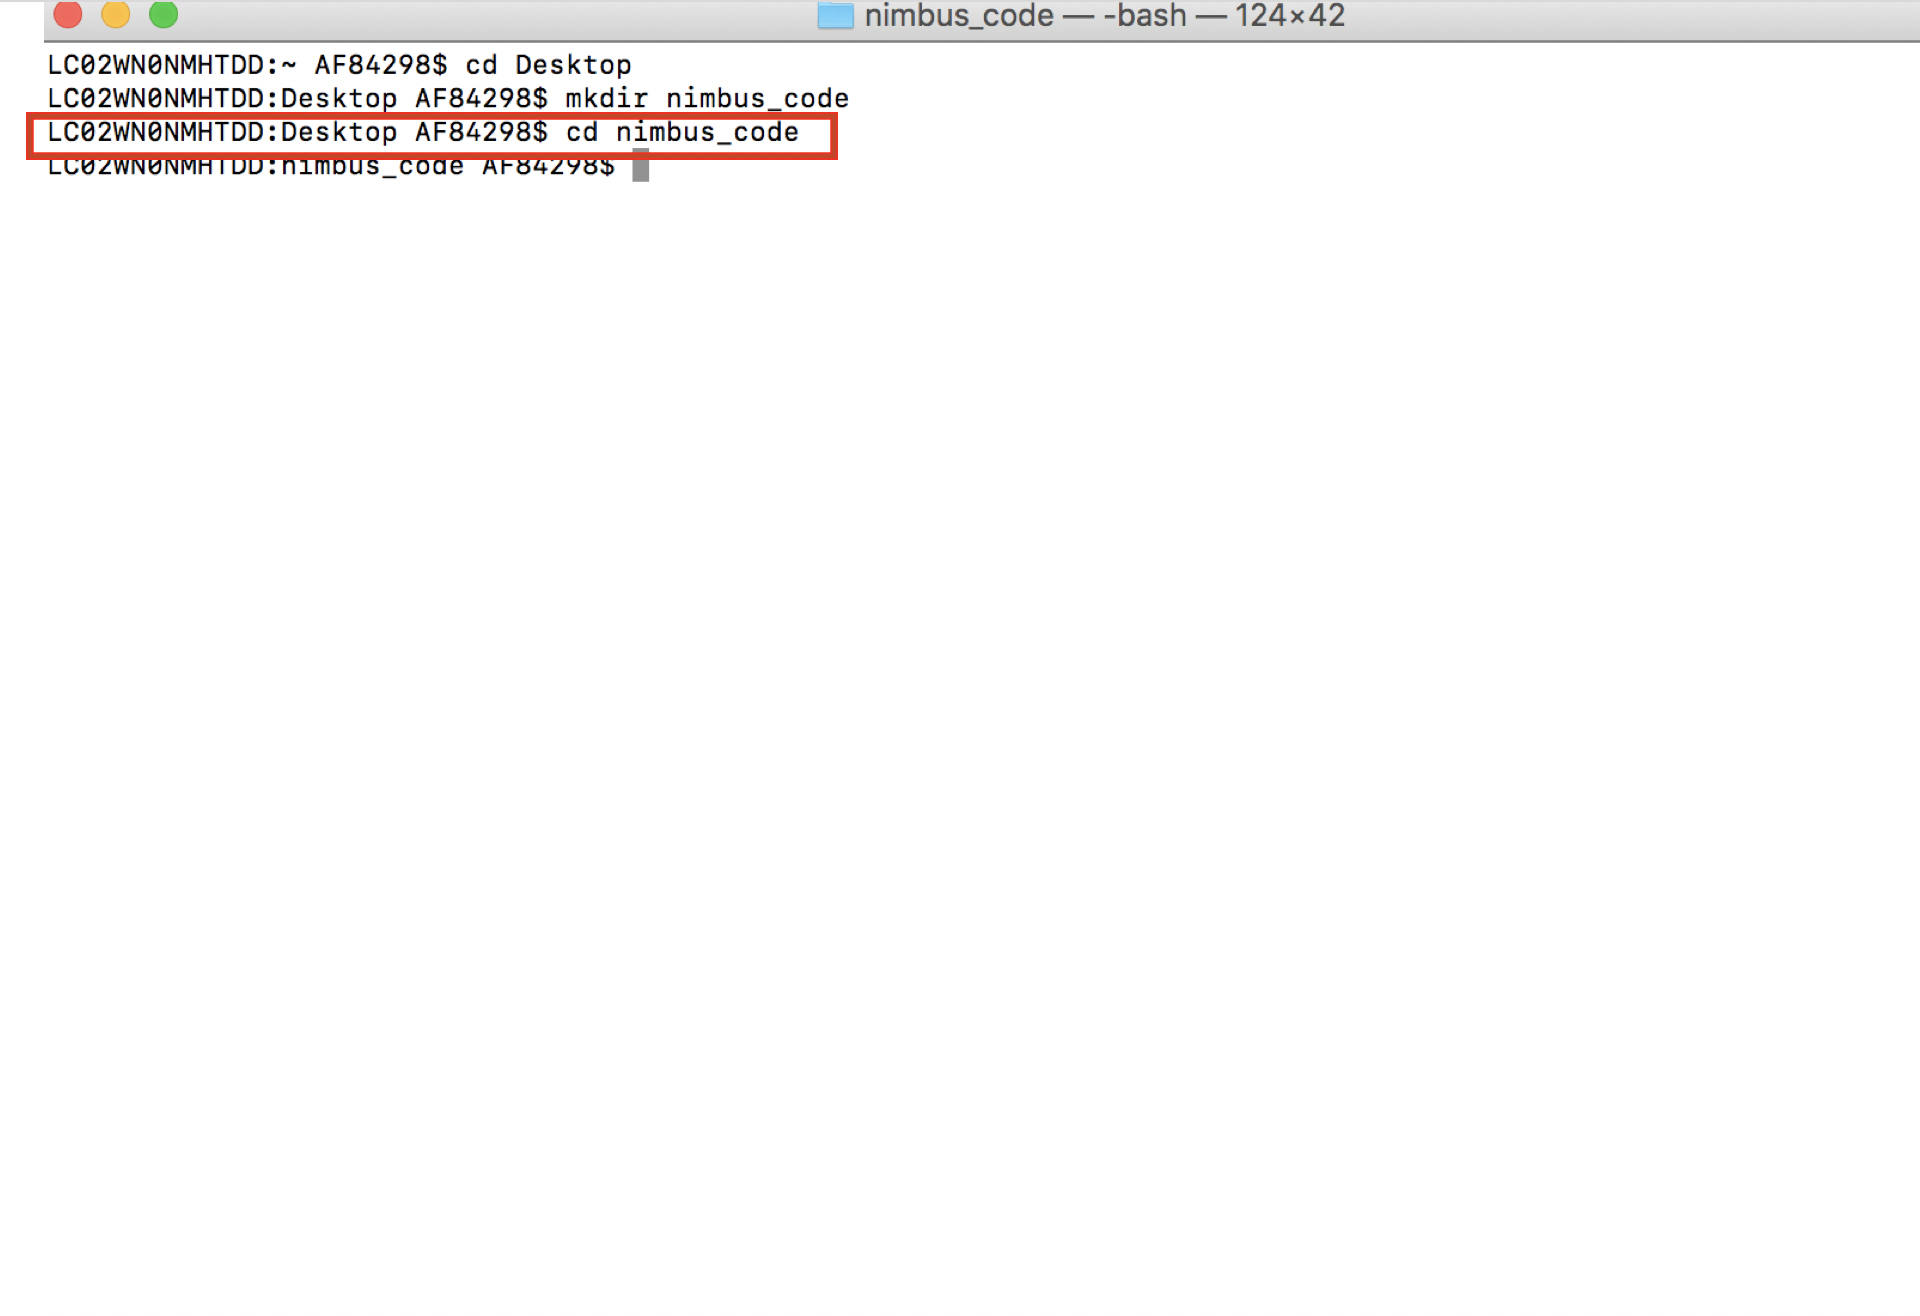 nimbus_code — -bash — 124×42
LC02WN0NMHTDD:~ AF84298$ cd Desktop
LC02WN0NMHTDD:Desktop AF84298$ mkdir nimbus_code
LC02WN0NMHTDD:Desktop AF84298$ cd nimbus_code
LC02WN0NMHTDD:nimbus_code AF84298$